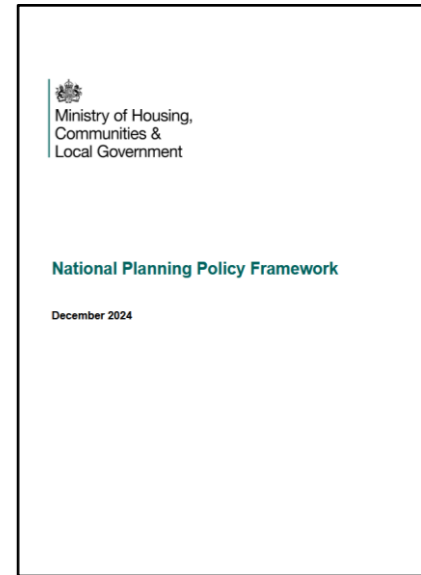 Ministry of Housing,
Communities &
Local Government
National Planning Policy Framework
December 2024